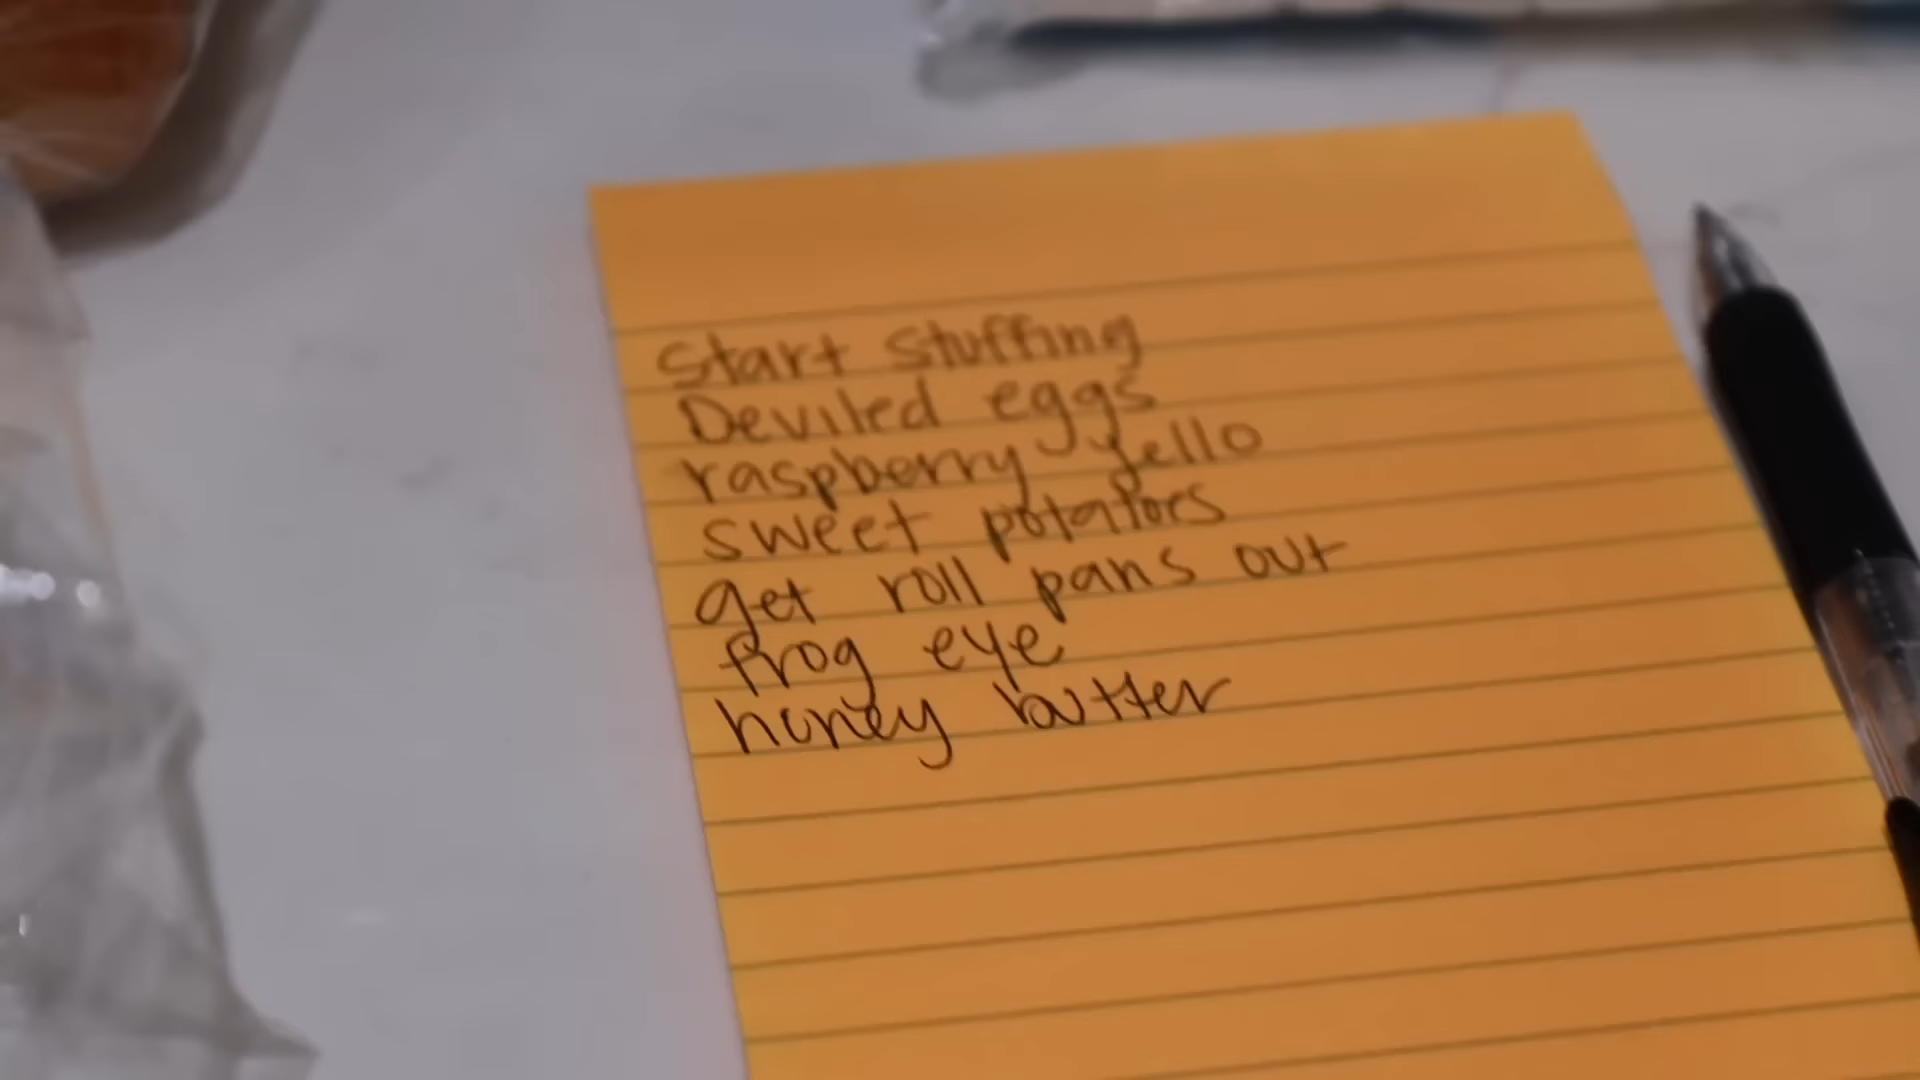 Start Stuffing
Deviled eggs
raspberry Jello
sweet potatoes
get roll pans out
frog eye
honey butter